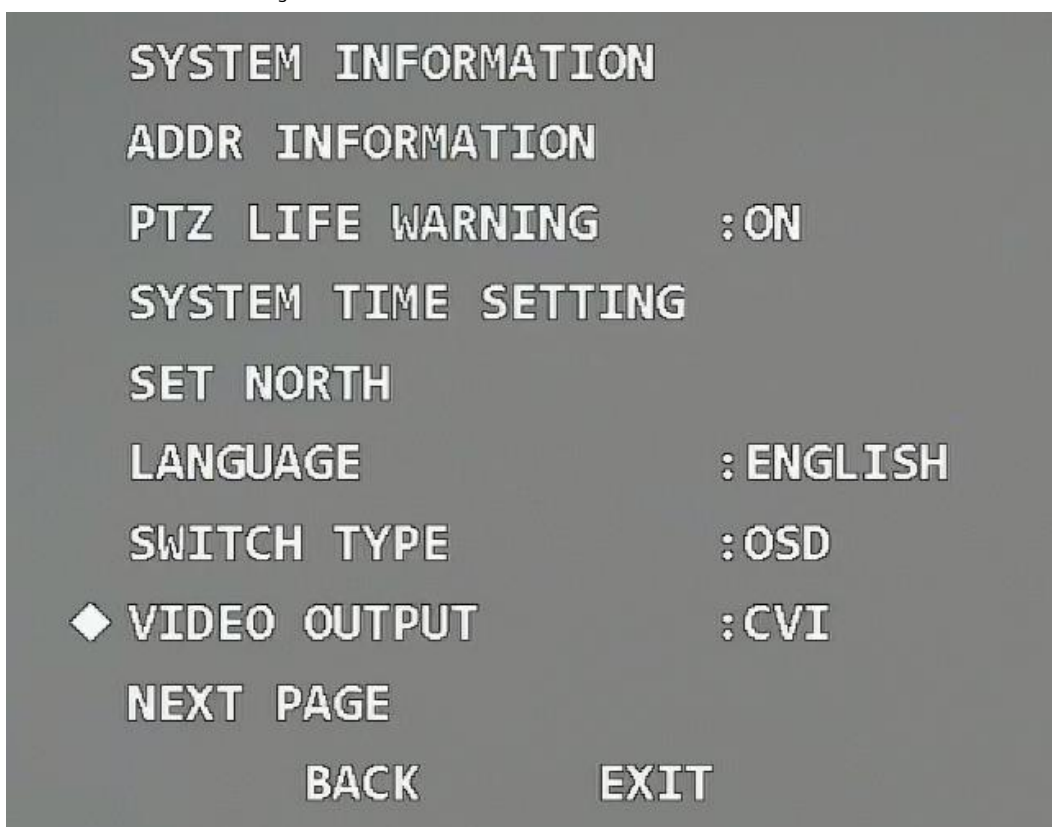 SYSTEM INFORMATION
ADDR INFORMATION
PTZ LIFE WARNING :ON
SYSTEM TIME SETTING
SET NORTH
LANGUAGE :ENGLISH
SWITCH TYPE :OSD
VIDEO OUTPUT :CVI
NEXT PAGE
BACK EXIT